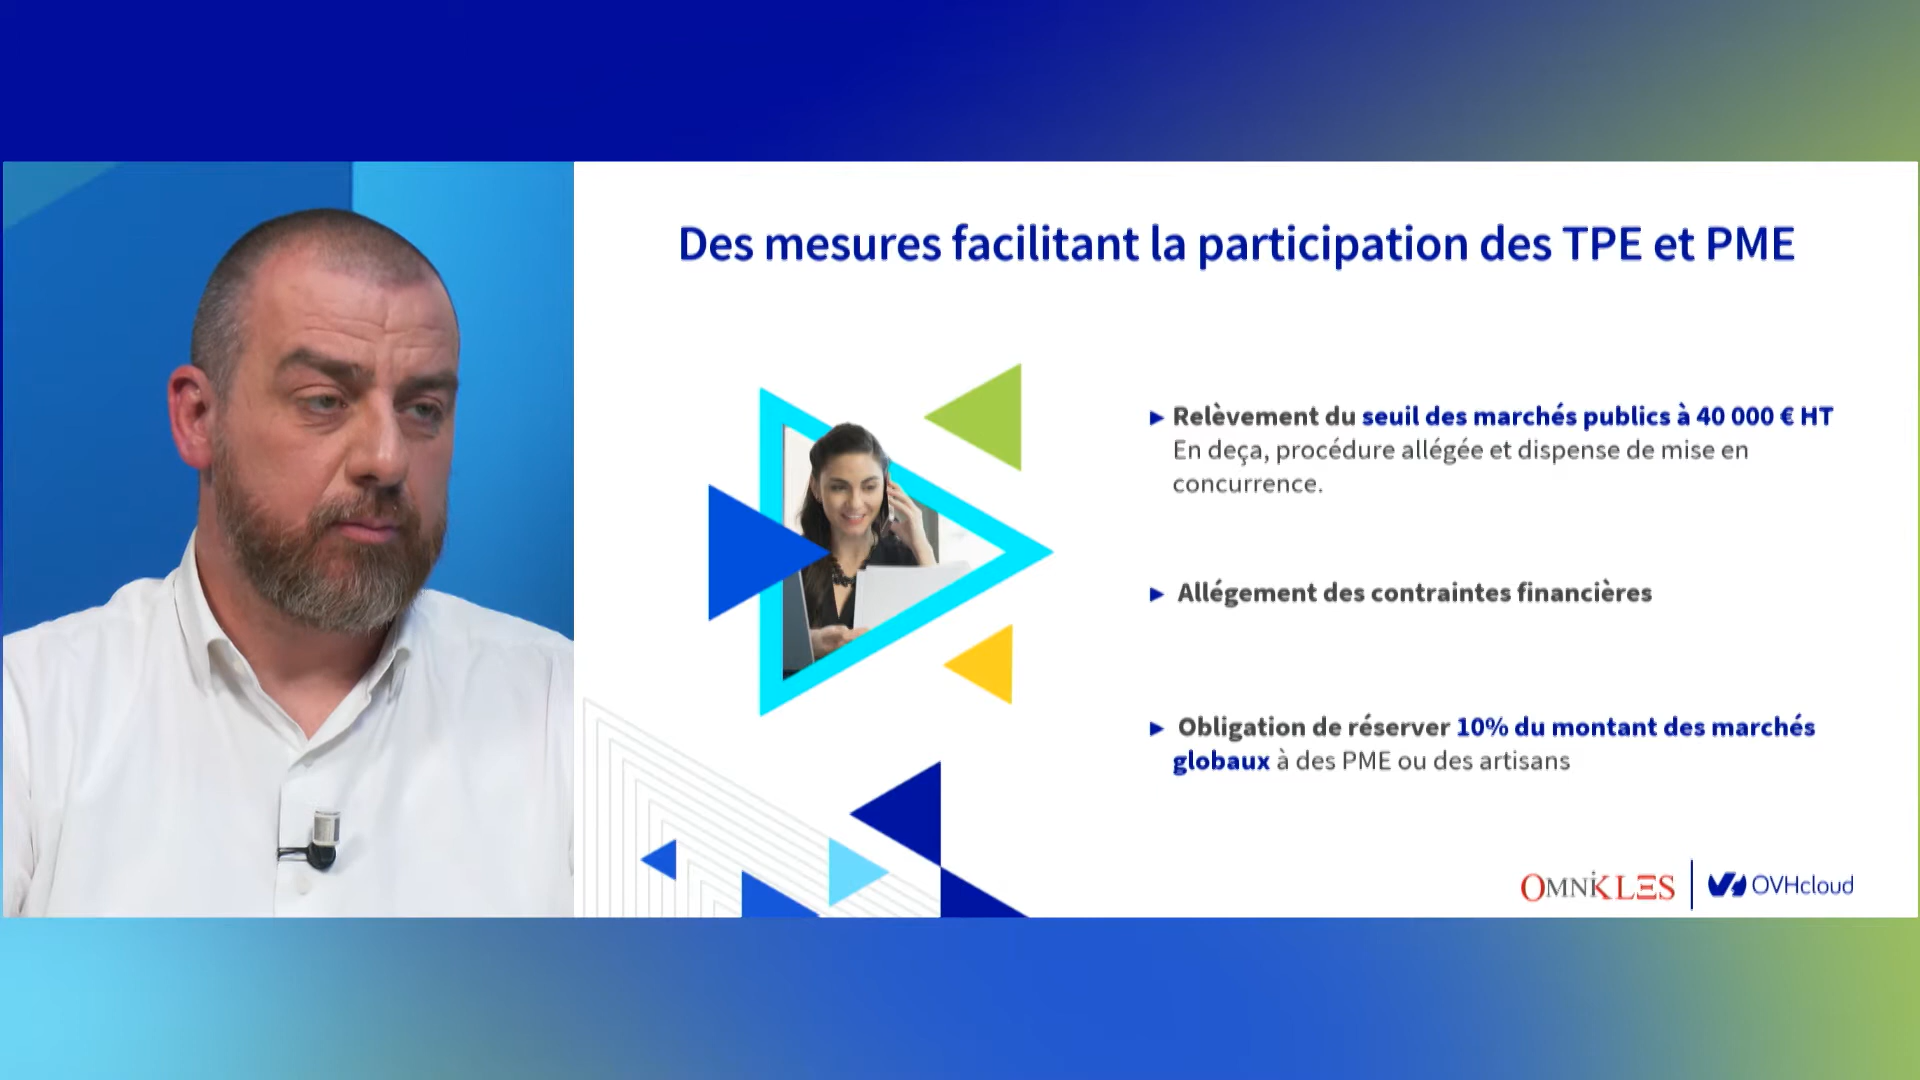 Des mesures facilitant la participation des TPE et PME
► Relèvement du seuil des marchés publics à 40 000 € HT
En deça, procédure allégée et dispense de mise en
concurrence.
► Allégement des contraintes financières
► Obligation de réserver 10% du montant des marchés
globaux à des PME ou des artisans
OMNIKLES
OVHcloud